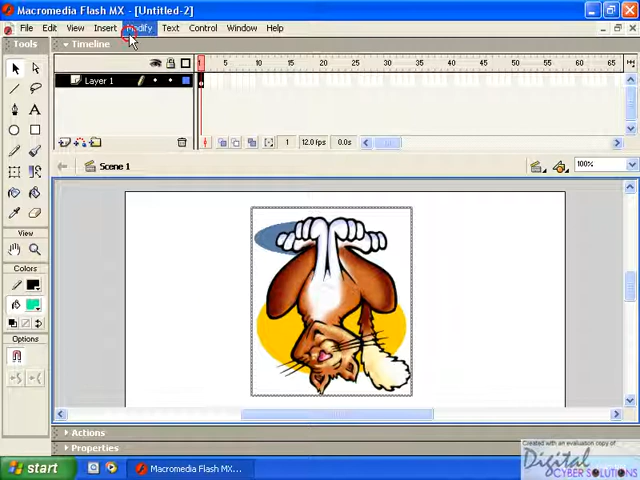 Macromedia Flash MX - [Untitled-2]
File Edit View Insert Modify Text Control Window Help
Tools
Timeline
1 5 10 15 20 25 30 35 40 45 50 55 60 65
Layer 1
1 12.0 fps 0.0s
Scene 1
100%
View
Colors
Options
Actions
Properties
Created with an evaluation copy of
Digital
CYBER SOLUTIONS
start
Macromedia Flash MX...